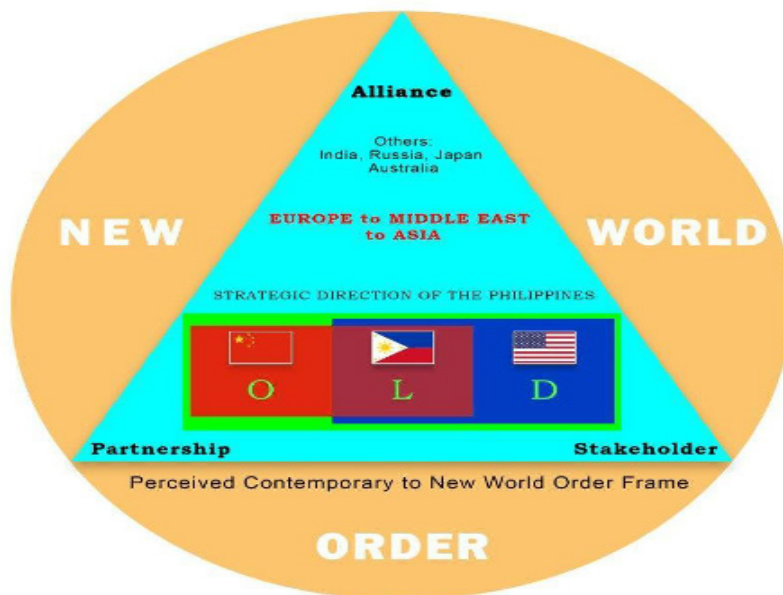 Alliance
Others:
India, Russia, Japan
Australia
NEW
WORLD
EUROPE to MIDDLE EAST
to ASIA
STRATEGIC DIRECTION OF THE PHILIPPINES
O L D
Partnership
Stakeholder
Perceived Contemporary to New World Order Frame
ORDER